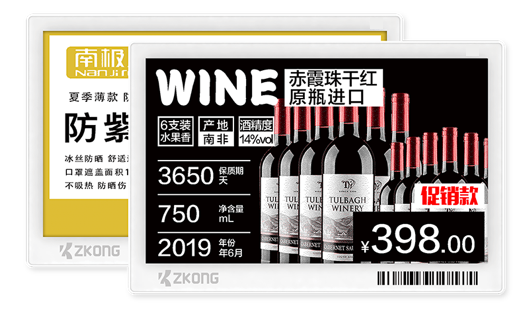 南极
NanJir
夏季薄款
防紫
冰丝防晒 舒适
口罩遮盖面积1
不吸热 防晒伤
ZKONG
WINE
赤霞珠干红
原瓶进口
6支装
水果香
产地
南非
酒精度
14%vol
3650 保质期
天
750 净含量
mL
2019 年份
年6月
TULBAGH
WINERY
促销款
¥398.00
ZKONG